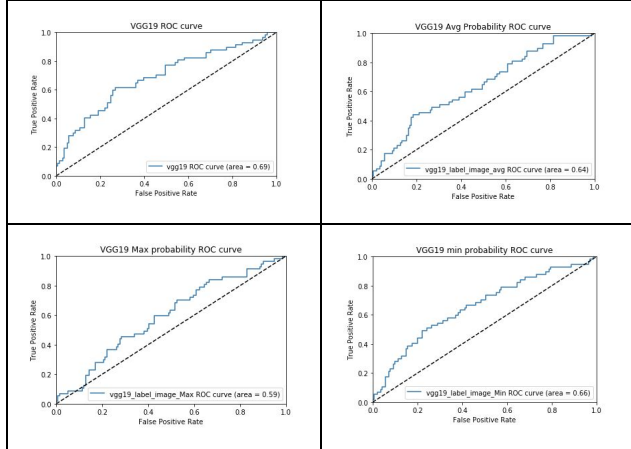 VGG19 ROC curve
1.0
0.8
0.6
0.4
0.2
0.0
True Positive Rate
vgg19 ROC curve (area = 0.69)
0.0 0.2 0.4 0.6 0.8 1.0
False Positive Rate
VGG19 Avg Probability ROC curve
1.0
0.8
0.6
0.4
0.2
0.0
True Positive Rate
vgg19_label_image_avg ROC curve (area = 0.64)
0.0 0.2 0.4 0.6 0.8 1.0
False Positive Rate
VGG19 Max probability ROC curve
1.0
0.8
0.6
0.4
0.2
0.0
True Positive Rate
vgg19_label_image_Max ROC curve (area = 0.59)
0.0 0.2 0.4 0.6 0.8 1.0
False Positive Rate
VGG19 min probability ROC curve
1.0
0.8
0.6
0.4
0.2
0.0
True Positive Rate
vgg19_label_image_Min ROC curve (area = 0.66)
0.0 0.2 0.4 0.6 0.8 1.0
False Positive Rate